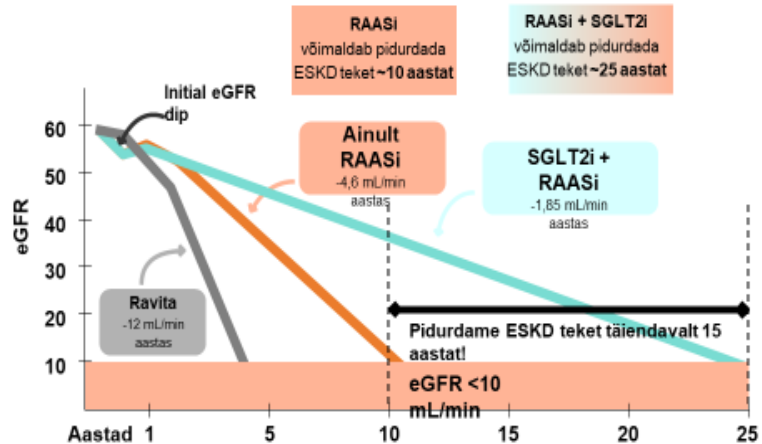 RAASi
võimaldab pidurdada
ESKD teket ~10 aastat
RAASi + SGLT2i
võimaldab pidurdada
ESKD teket ~25 aastat
Initial eGFR
dip
Ainult
RAASi
-4,6 mL/min
aastas
SGLT2i +
RAASi
-1,85 mL/min
aastas
Ravita
-12 mL/min
aastas
Pidurdame ESKD teket täiendavalt 15
aastat!
eGFR <10
mL/min
eGFR
60
50
40
30
20
10
Aastad 1 5 10 15 20 25